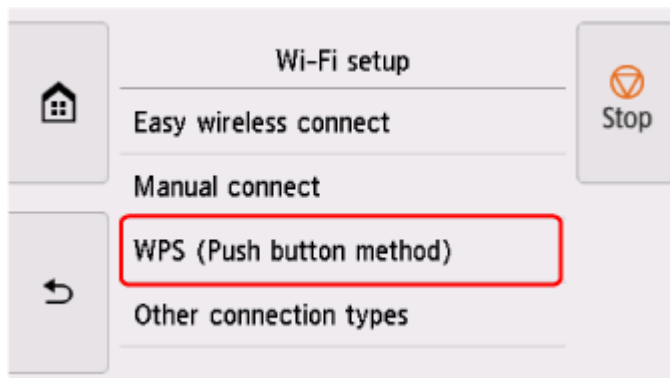 Wi-Fi setup
Easy wireless connect
Stop
Manual connect
WPS (Push button method)
Other connection types